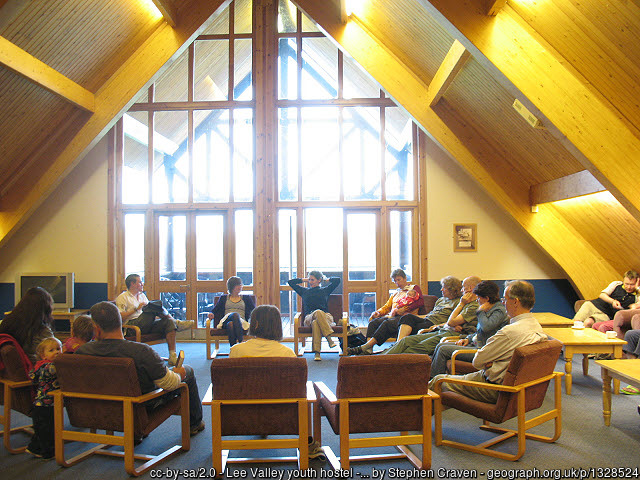 cc-by-sa/2.0 - Lee Valley youth hostel -... by Stephen Craven - geograph.org.uk/p/1328524